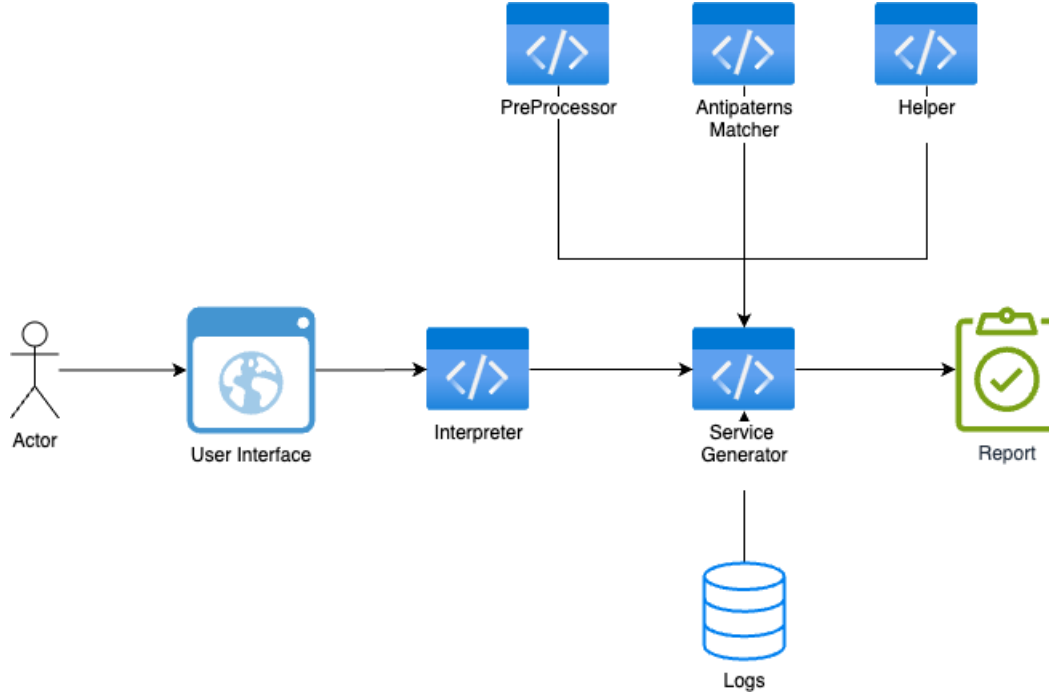 PreProcessor
Antipaterns
Matcher
Helper
Actor
User Interface
Interpreter
Service
Generator
Report
Logs